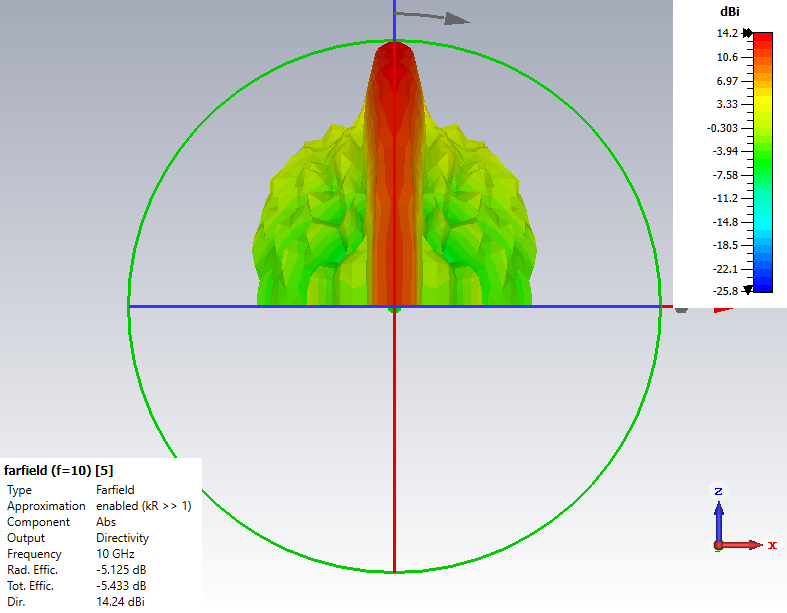 dBi
14.2
10.6
6.97
3.33
-0.303
-3.94
-7.58
-11.2
-14.8
-18.5
-22.1
-25.8
farfield (f=10) [5]
Type Farfield
Approximation enabled (kR >> 1)
Component Abs
Output Directivity
Frequency 10 GHz
Rad. Effic. -5.125 dB
Tot. Effic. -5.433 dB
Dir. 14.24 dBi
z
x